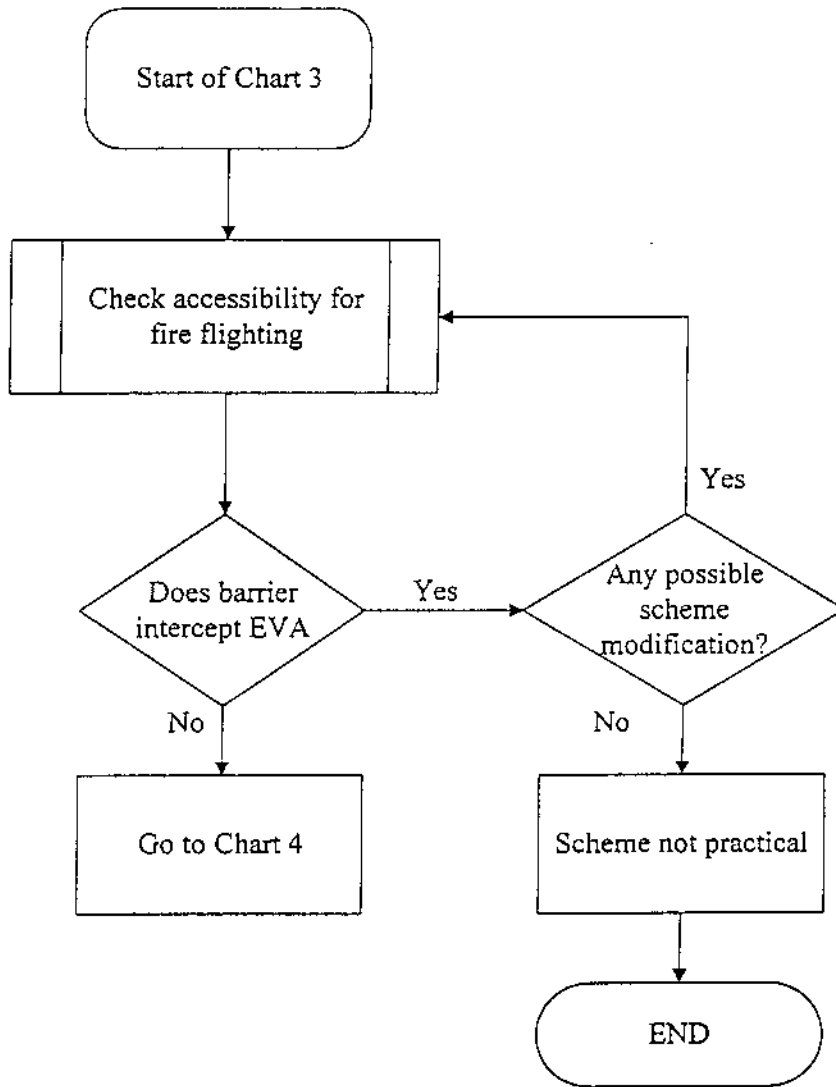 Start of Chart 3
Check accessibility for
fire flighting
Does barrier
intercept EVA
Yes
Any possible
scheme
modification?
Yes
No
No
Go to Chart 4
Scheme not practical
END